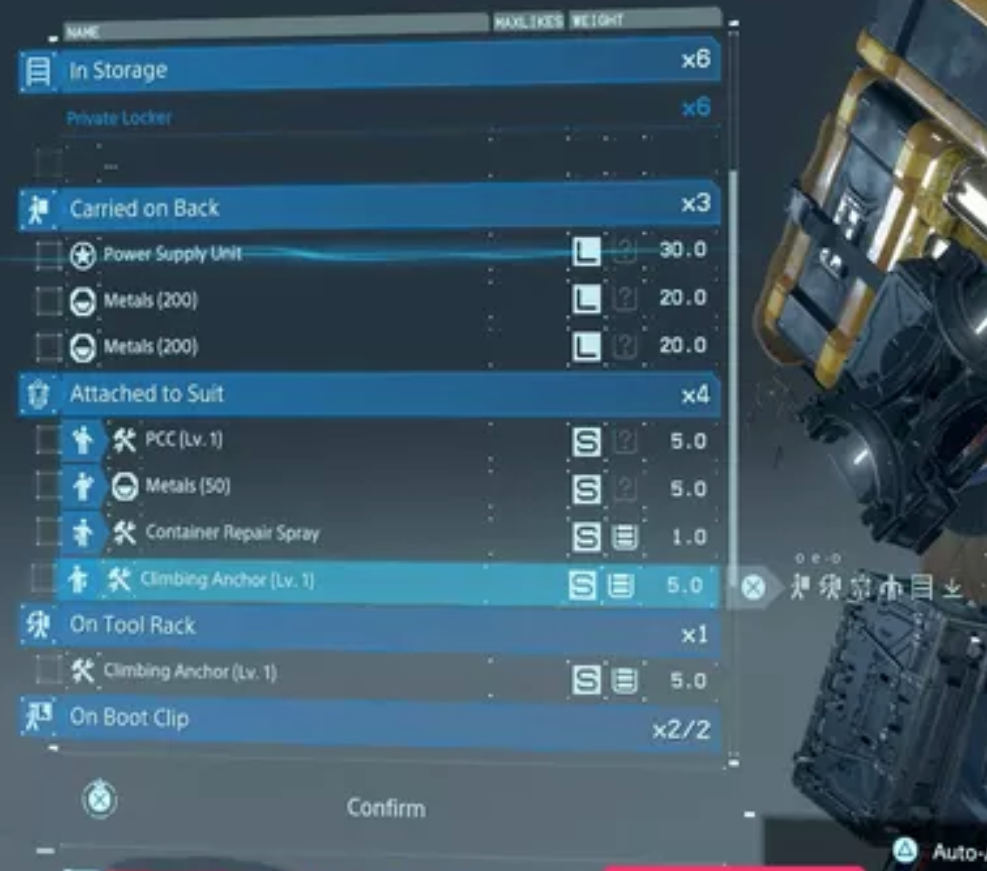 NAME MAXLIKES WEIGHT
In Storage x6
Private Locker x6
...
Carried on Back x3
Power Supply Unit L ? 30.0
Metals (200) L ? 20.0
Metals (200) L ? 20.0
Attached to Suit x4
PCC (Lv. 1) S ? 5.0
Metals (50) S ? 5.0
Container Repair Spray S 1.0
Climbing Anchor (Lv. 1) S 5.0
On Tool Rack x1
Climbing Anchor (Lv. 1) S 5.0
On Boot Clip x2/2
Confirm
Auto-